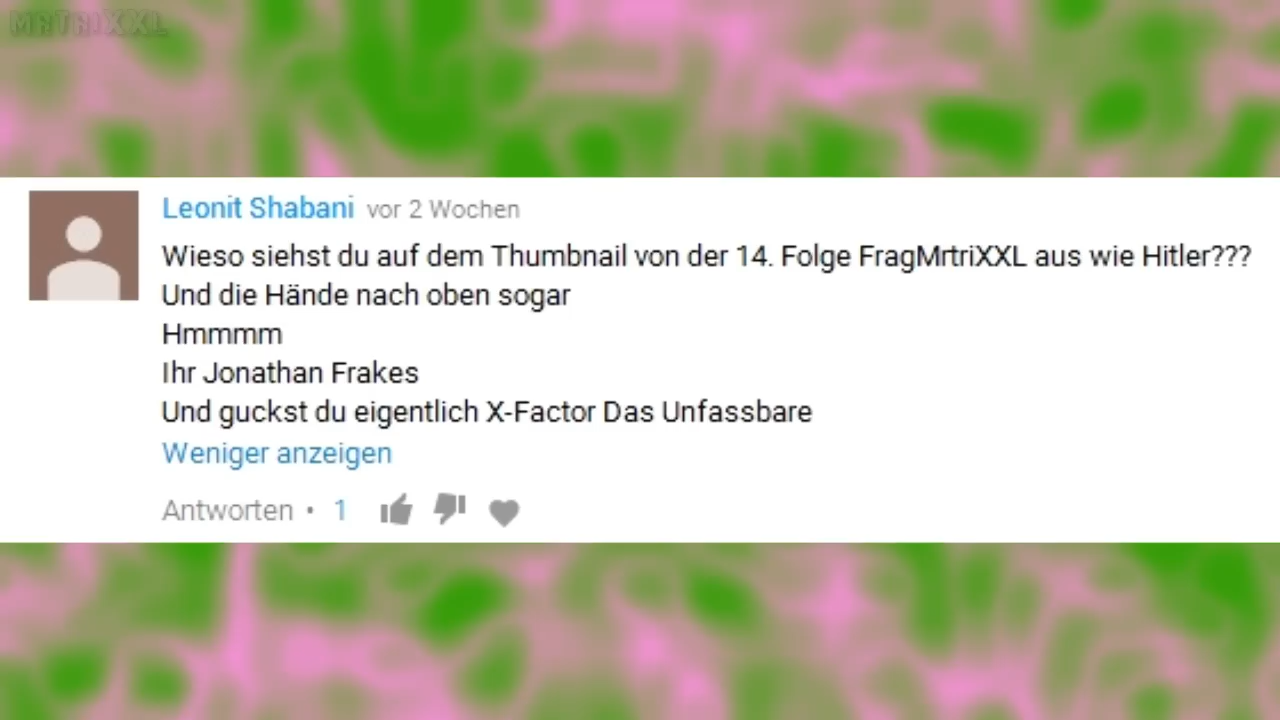 MRTRIXXL
Leonit Shabani vor 2 Wochen
Wieso siehst du auf dem Thumbnail von der 14. Folge FragMrtriXXL aus wie Hitler???
Und die Hände nach oben sogar
Hmmmm
Ihr Jonathan Frakes
Und guckst du eigentlich X-Factor Das Unfassbare
Weniger anzeigen
Antworten • 1